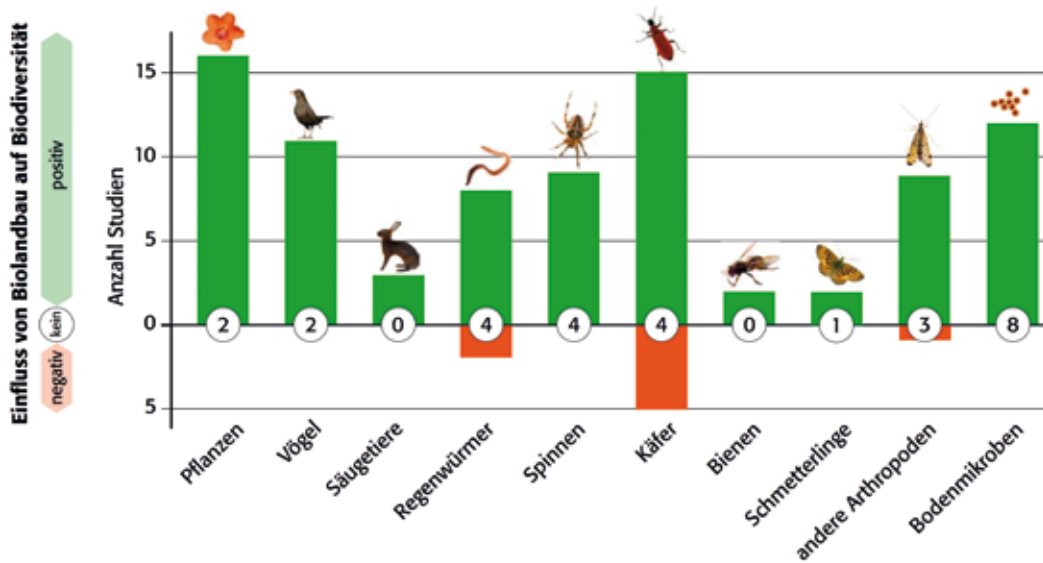 Einfluss von Biolandbau auf Biodiversität
positiv
kein
negativ
Anzahl Studien
15
10
5
0
5
2
2
0
4
4
4
0
1
3
8
Pflanzen
Vögel
Säugetiere
Regenwürmer
Spinnen
Käfer
Bienen
Schmetterlinge
andere Arthropoden
Bodenmikroben